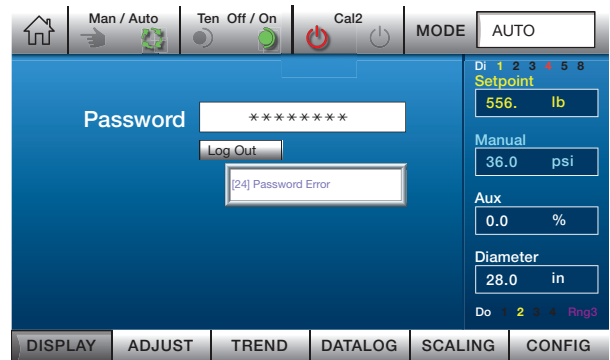 Man / Auto Ten Off / On Cal2 MODE AUTO
Di 1 2 3 4 5 8
Setpoint
556. lb
Password ********
Manual
Log Out
36.0 psi
[24] Password Error
Aux
0.0 %
Diameter
28.0 in
Do 1 2 3 4 Rng3
DISPLAY ADJUST TREND DATALOG SCALING CONFIG